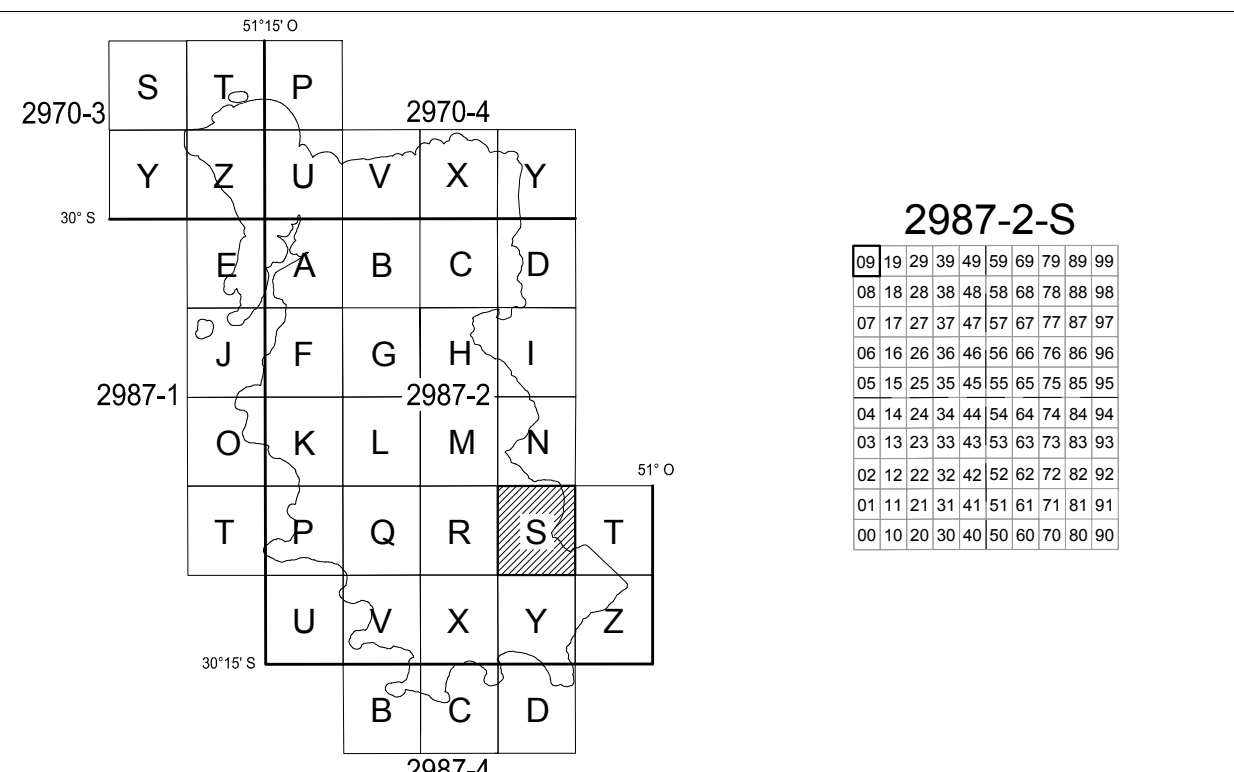 51°15' O
S T P
2970-3 2970-4
Y Z U V X Y
30° S
E A B C D
J F G H I
2987-1 2987-2
O K L M N
51° O
T P Q R S T
U V X Y Z
30°15' S
B C D
2987-4
2987-2-S
09 19 29 39 49 59 69 79 89 99
08 18 28 38 48 58 68 78 88 98
07 17 27 37 47 57 67 77 87 97
06 16 26 36 46 56 66 76 86 96
05 15 25 35 45 55 65 75 85 95
04 14 24 34 44 54 64 74 84 94
03 13 23 33 43 53 63 73 83 93
02 12 22 32 42 52 62 72 82 92
01 11 21 31 41 51 61 71 81 91
00 10 20 30 40 50 60 70 80 90